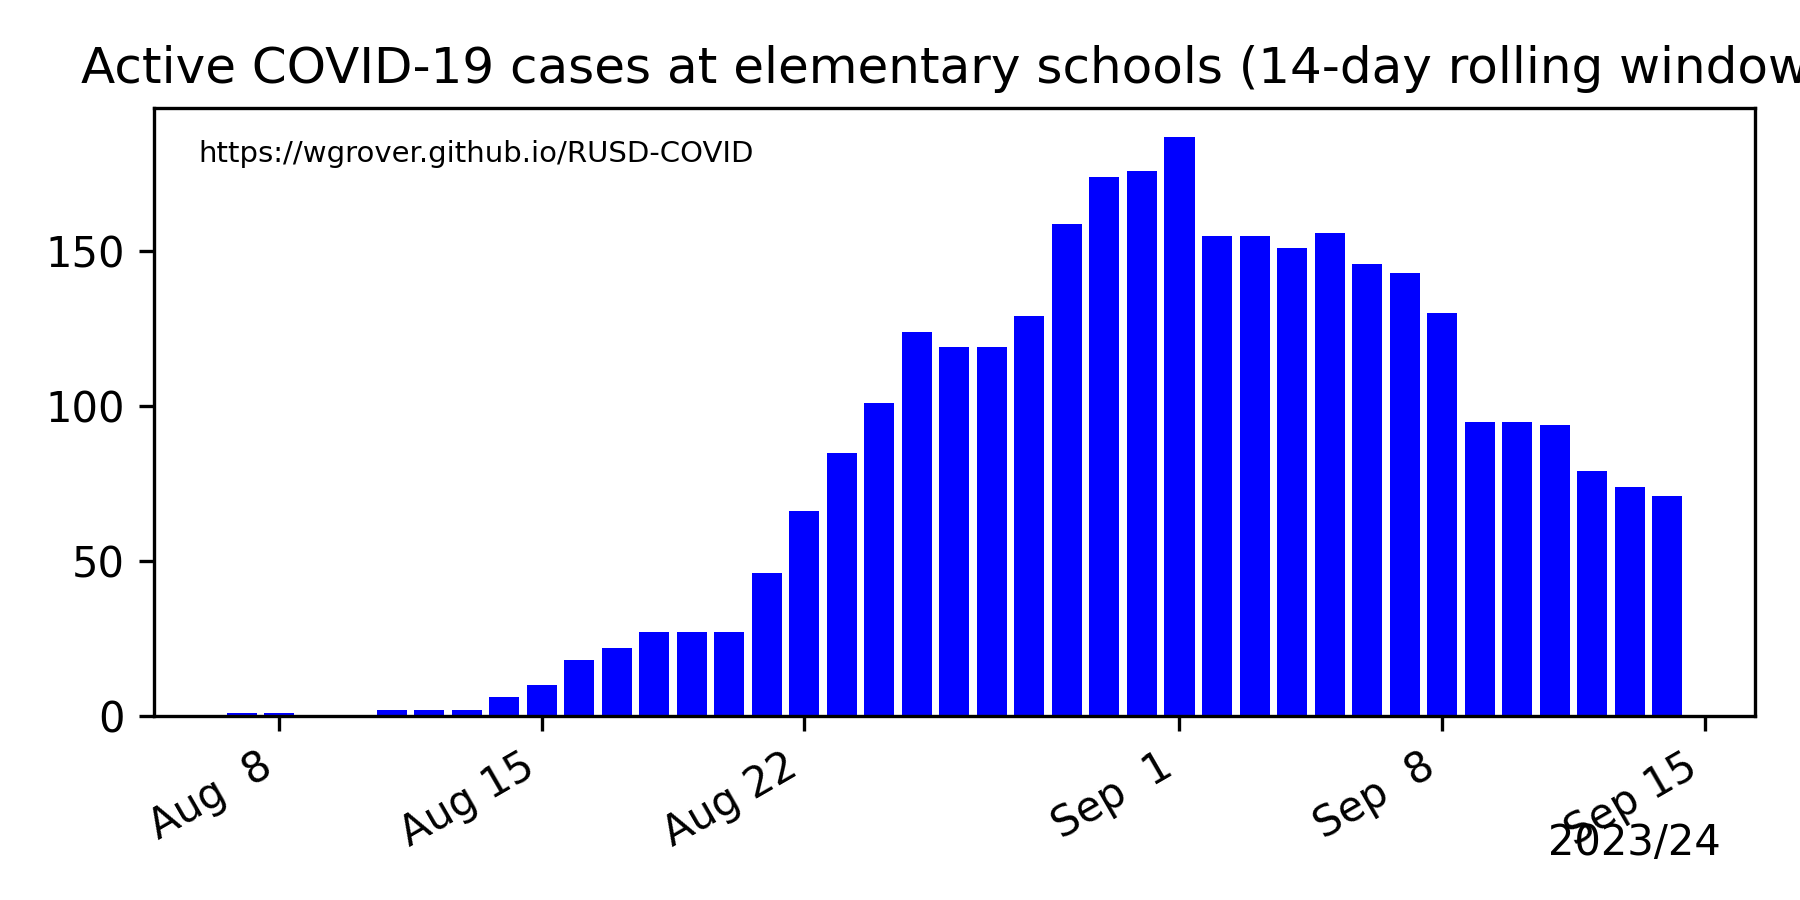 Active COVID-19 cases at elementary schools (14-day rolling window
https://wgrover.github.io/RUSD-COVID
150
100
50
0
Aug 8
Aug 15
Aug 22
Sep 1
Sep 8
Sep 15
2023/24